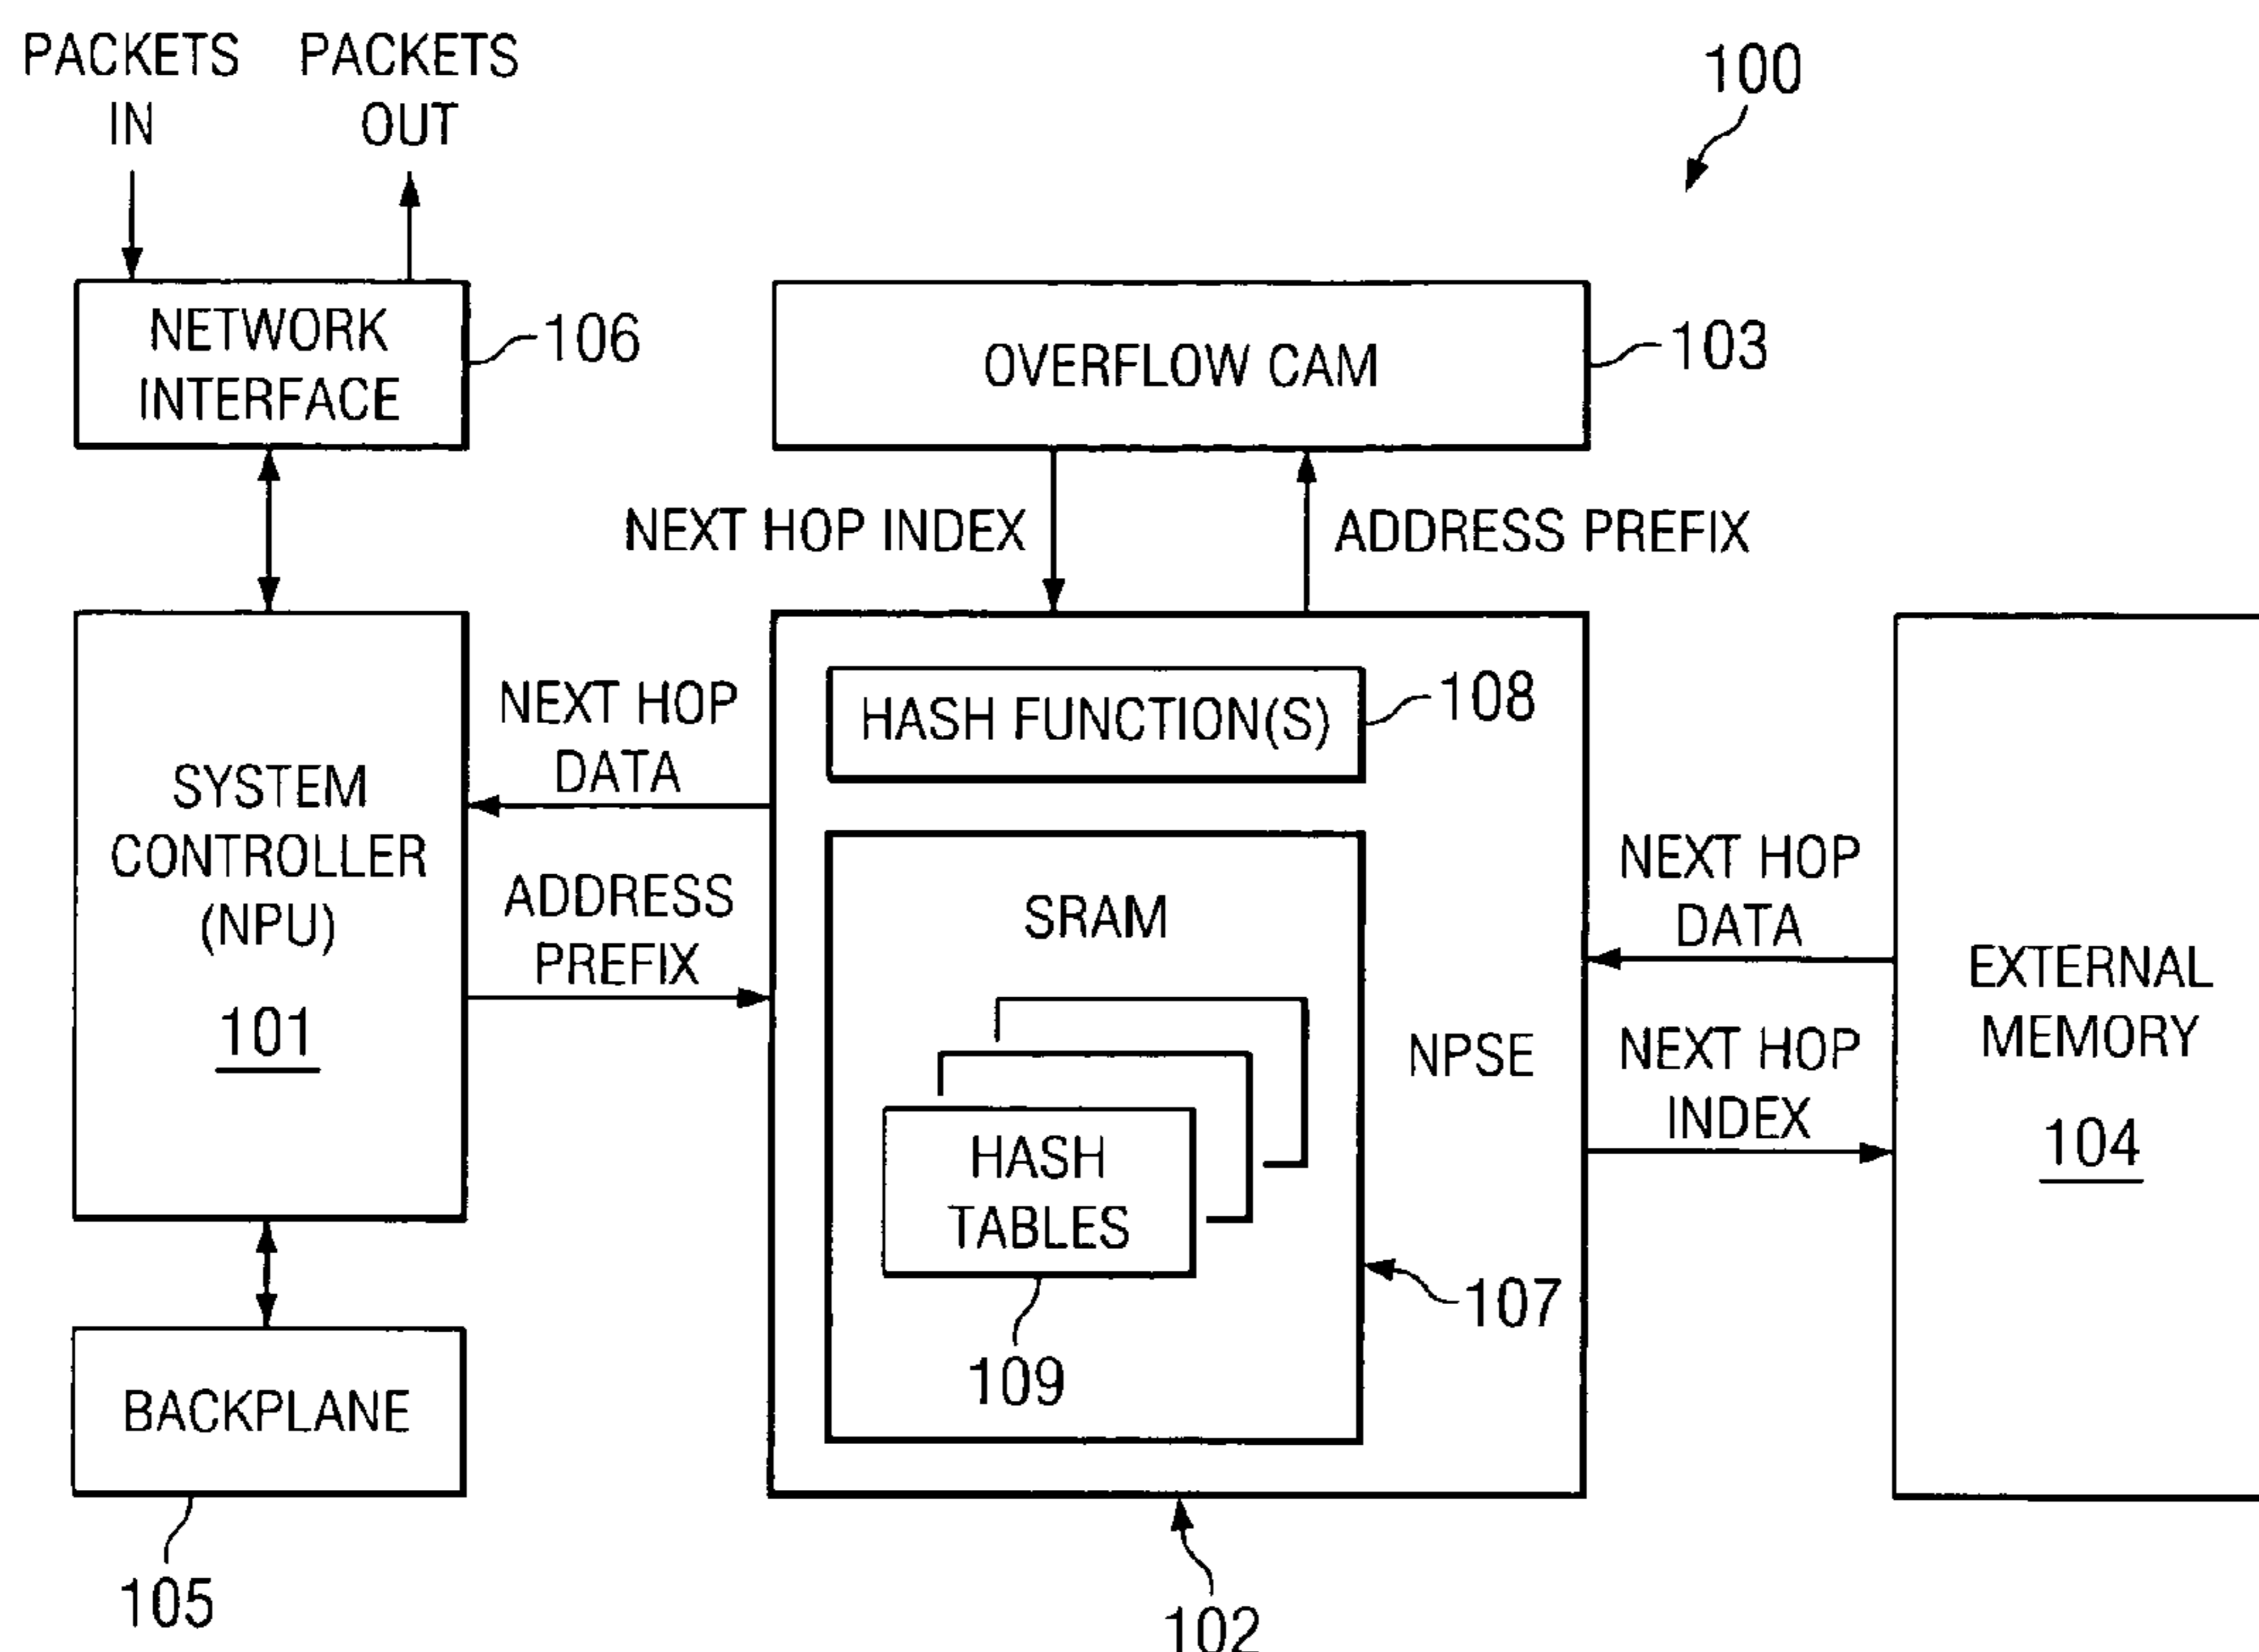 PACKETS
IN
PACKETS
OUT
100
NETWORK
INTERFACE
106
OVERFLOW CAM
103
NEXT HOP INDEX
ADDRESS PREFIX
SYSTEM
CONTROLLER
(NPU)
101
NEXT HOP
DATA
ADDRESS
PREFIX
HASH FUNCTION(S)
108
SRAM
HASH
TABLES
109
NPSE
107
NEXT HOP
DATA
NEXT HOP
INDEX
EXTERNAL
MEMORY
104
BACKPLANE
105
102